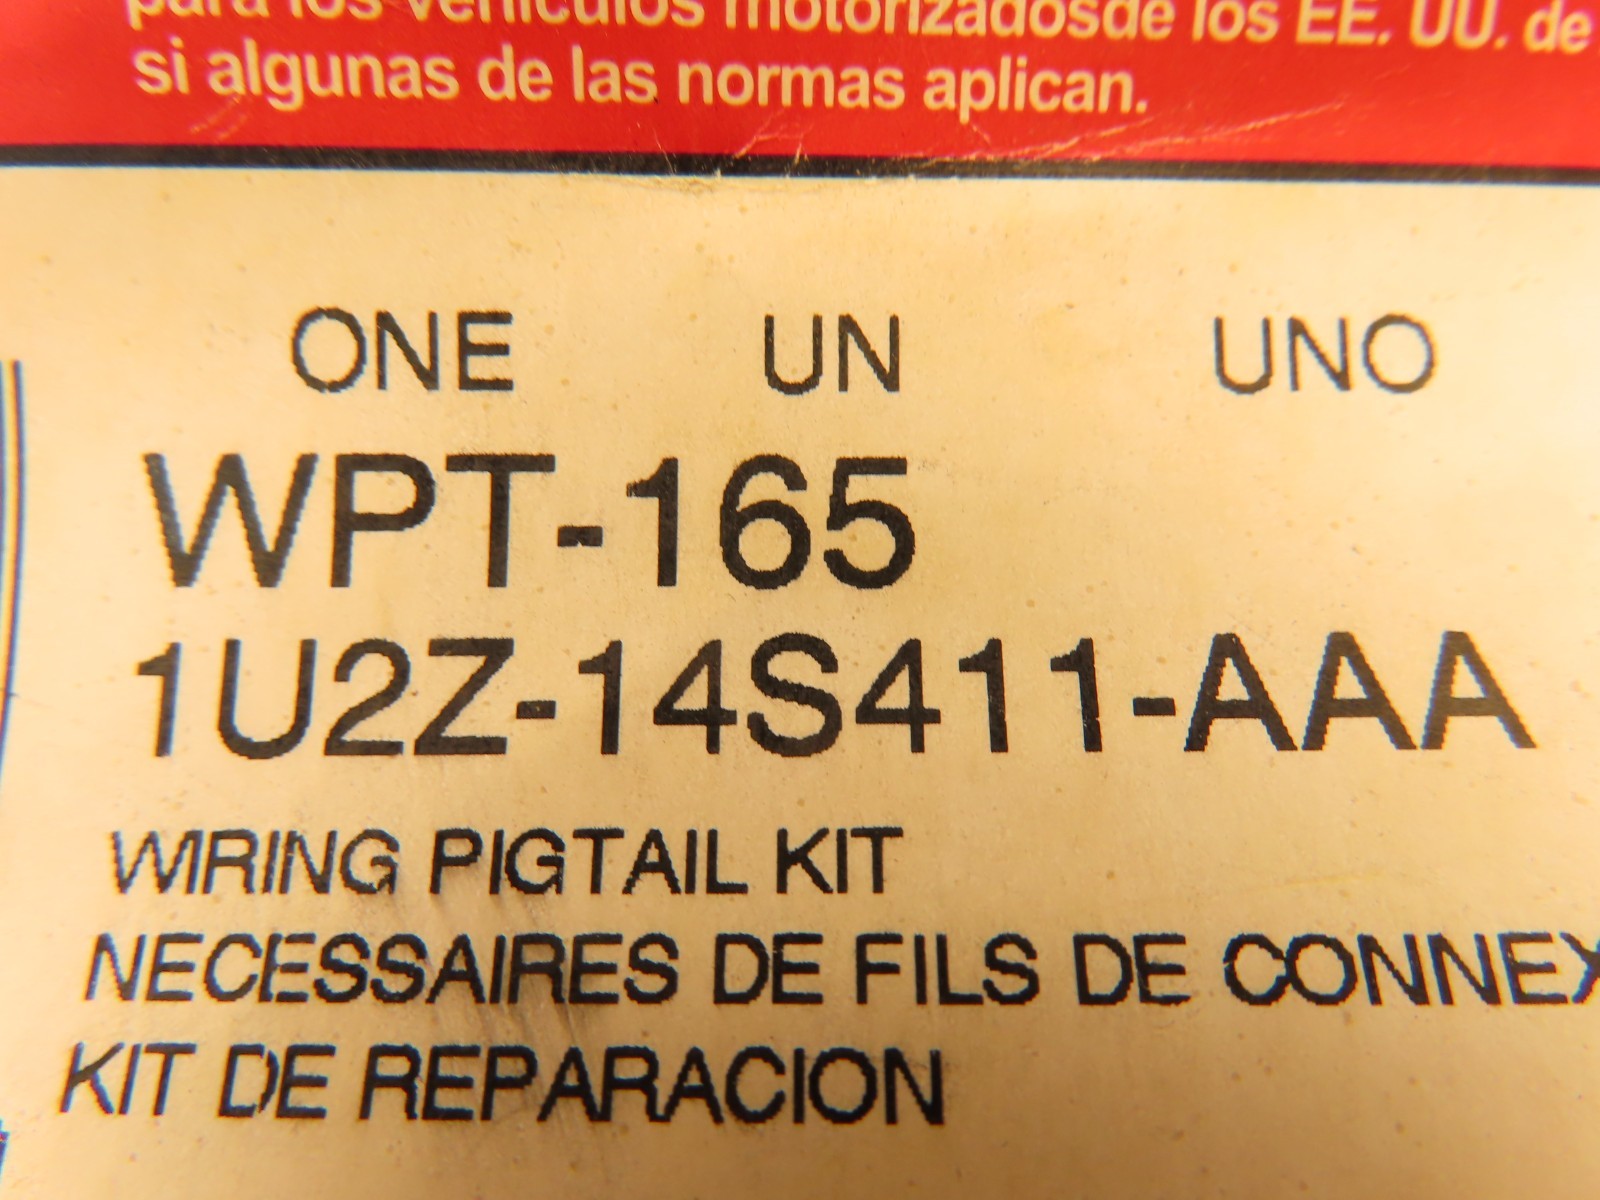 para los vehículos motorizadosde los EE. UU. de
si algunas de las normas aplican.
ONE UN UNO
WPT-165
1U2Z-14S411-AAA
WIRING PIGTAIL KIT
NECESSAIRES DE FILS DE CONNEX
KIT DE REPARACION